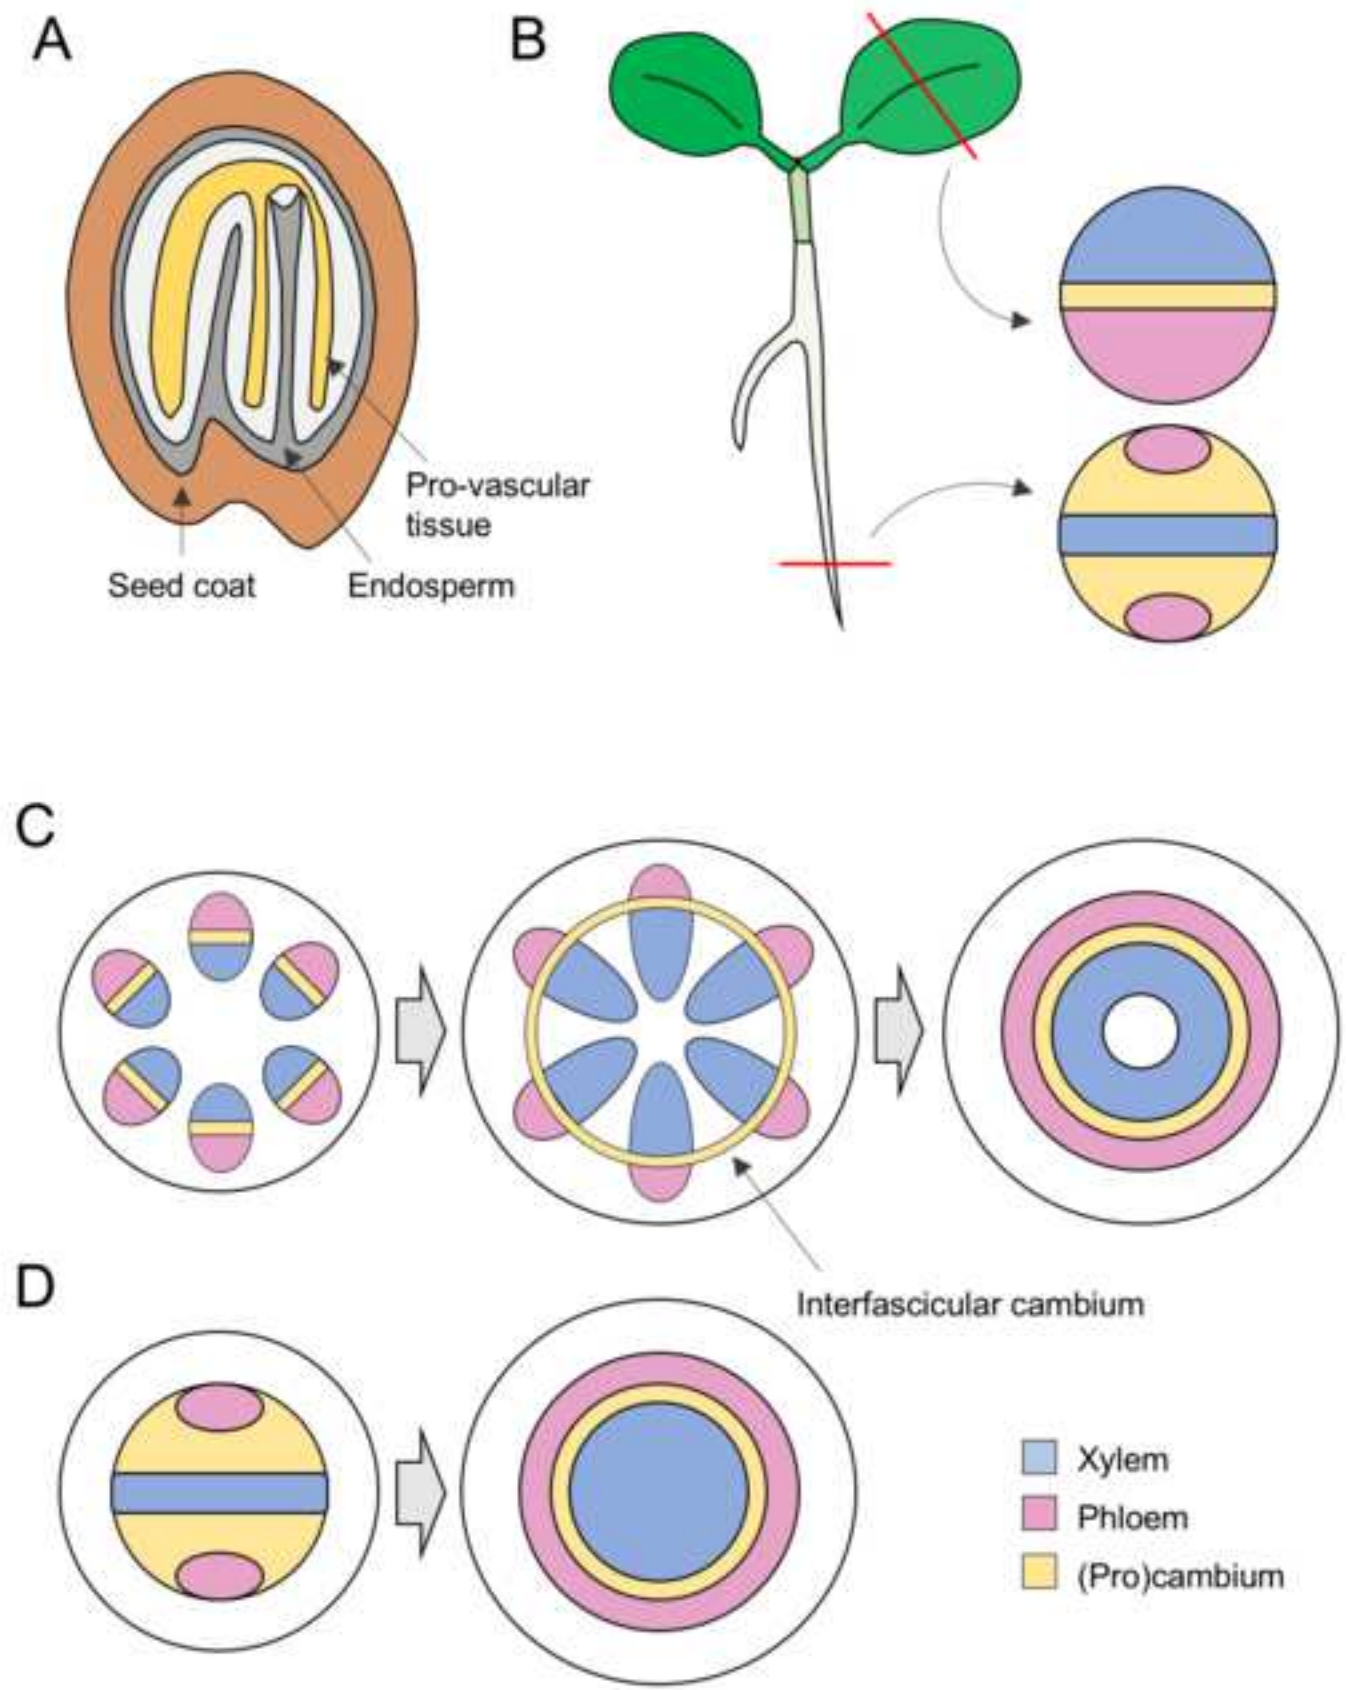 A
B
Pro-vascular
tissue
Seed coat
Endosperm
C
Interfascicular cambium
D
Xylem
Phloem
(Pro)cambium